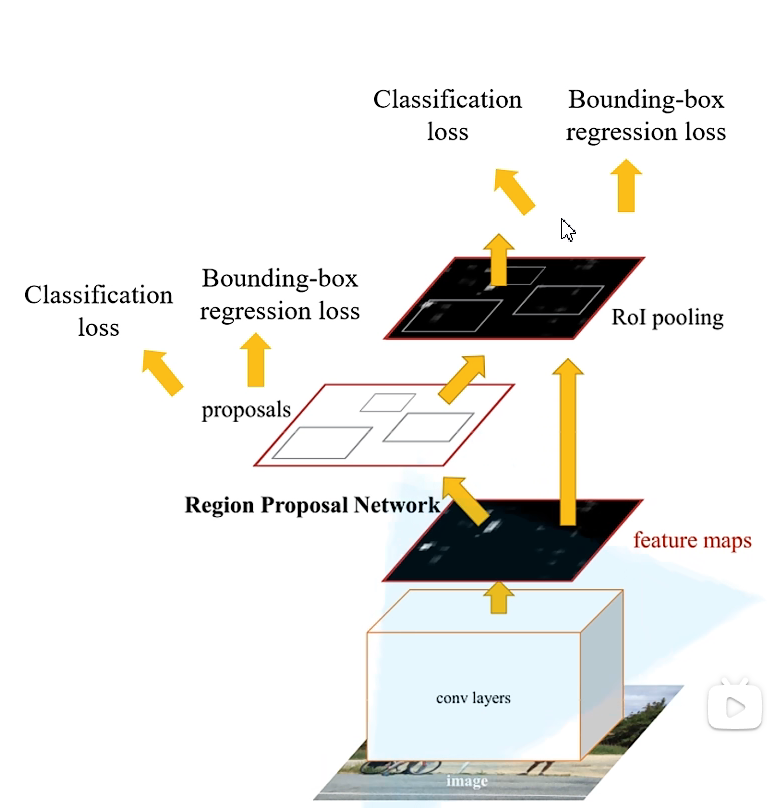 Classification
loss
Bounding-box
regression loss
RoI pooling
Classification
loss
Bounding-box
regression loss
proposals
Region Proposal Network
feature maps
conv layers
image